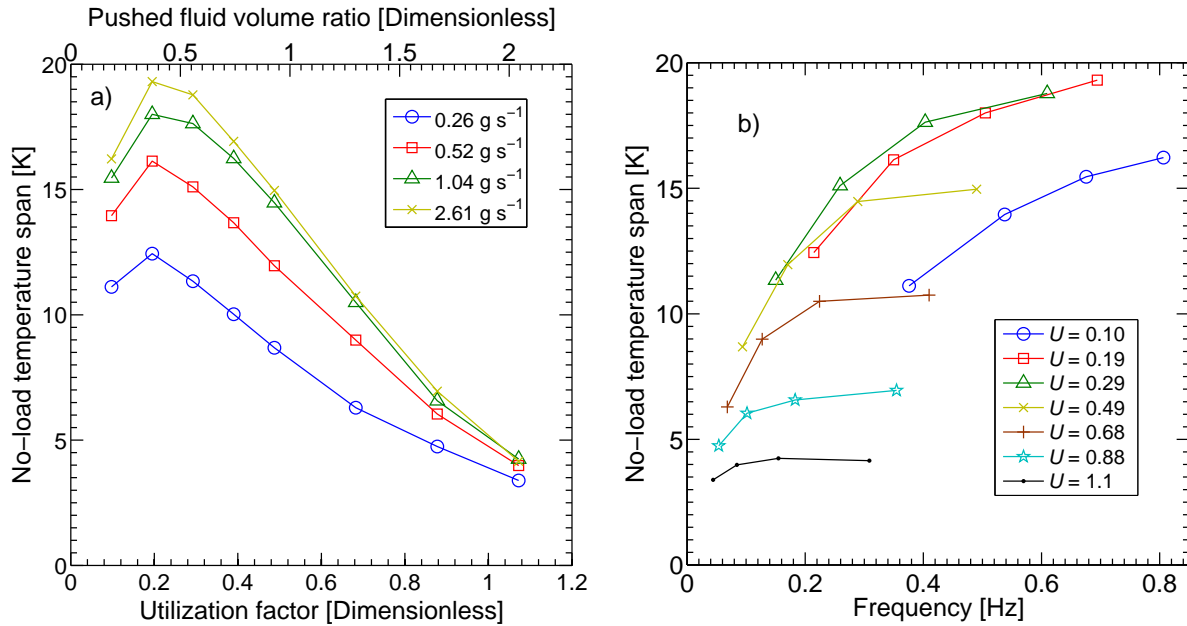 Pushed fluid volume ratio [Dimensionless]
0 0.5 1 1.5 2
20
15
10
5
0
No−load temperature span [K]
a)
0.26 g s−1
0.52 g s−1
1.04 g s−1
2.61 g s−1
0 0.2 0.4 0.6 0.8 1 1.2
Utilization factor [Dimensionless]
20
15
10
5
0
No−load temperature span [K]
b)
U = 0.10
U = 0.19
U = 0.29
U = 0.49
U = 0.68
U = 0.88
U = 1.1
0 0.2 0.4 0.6 0.8
Frequency [Hz]